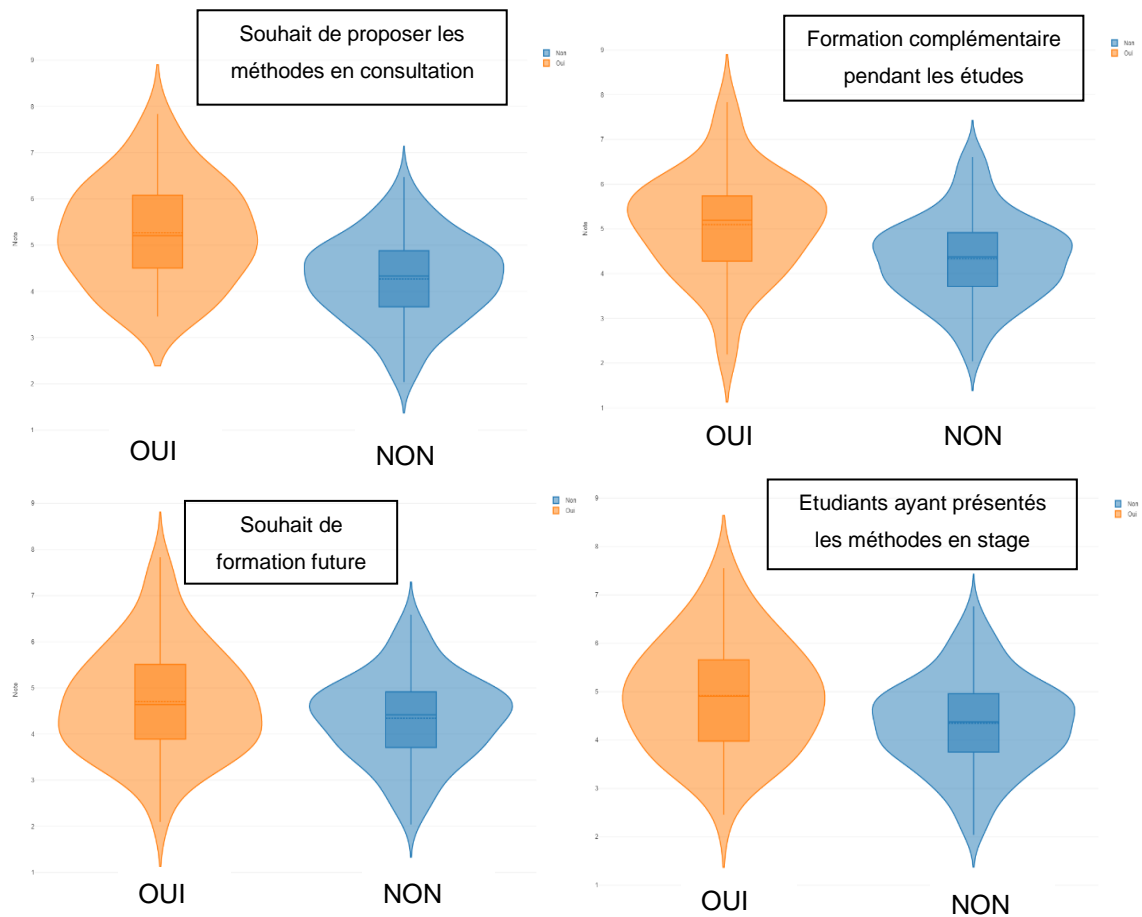 Souhait de proposer les
méthodes en consultation
Non
Oui
9
8
7
6
5
4
3
2
1
Note
OUI
NON
Formation complémentaire
pendant les études
Non
Oui
9
8
7
6
5
4
3
2
1
Note
OUI
NON
Souhait de
formation future
Non
Oui
9
8
7
6
5
4
3
2
1
Note
OUI
NON
Etudiants ayant présentés
les méthodes en stage
Non
Oui
9
8
7
6
5
4
3
2
1
Note
OUI
NON